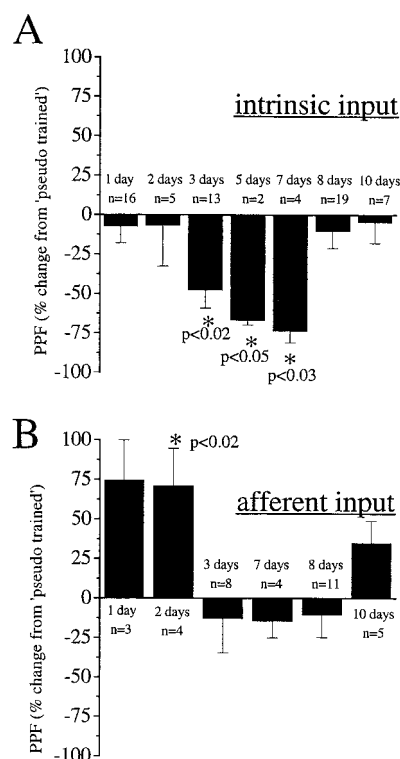 A
PPF (% change from 'pseudo trained')
100
75
50
25
0
-25
-50
-75
-100
intrinsic input
1 day 2 days 3 days 5 days 7 days 8 days 10 days
n=16 n=5 n=13 n=2 n=4 n=19 n=7
*
p<0.02
*
p<0.05
*
p<0.03
B
PPF (% change from 'pseudo trained')
100
75
50
25
0
-25
-50
-75
-100
* p<0.02
afferent input
3 days 7 days 8 days
n=8 n=4 n=11
1 day 2 days 10 days
n=3 n=4 n=5